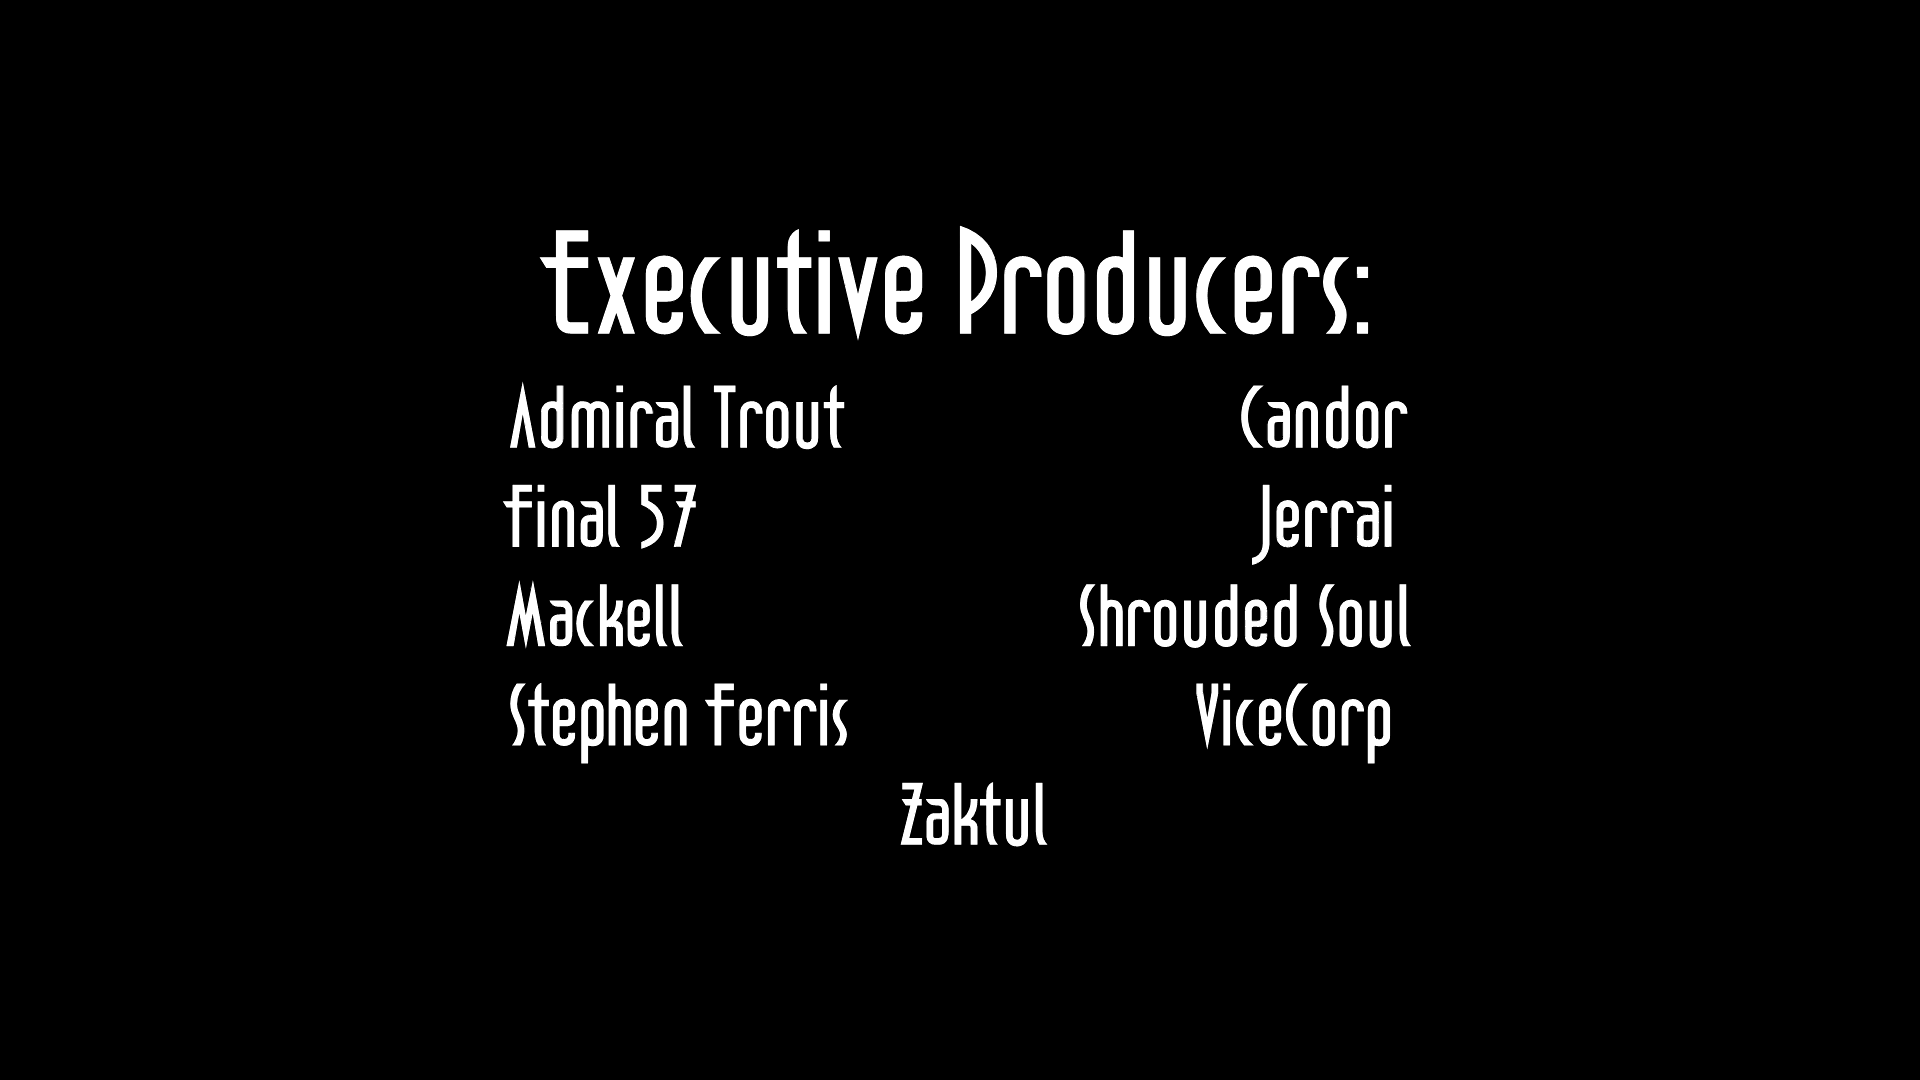 Executive Producers:
Admiral Trout Candor
Final 57 Jerrai
Mackell Shrouded Soul
Stephen Ferris ViceCorp
Zaktul